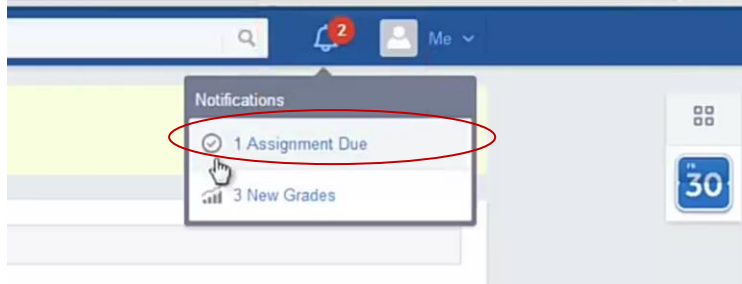 2
Me
Notifications
1 Assignment Due
3 New Grades
30